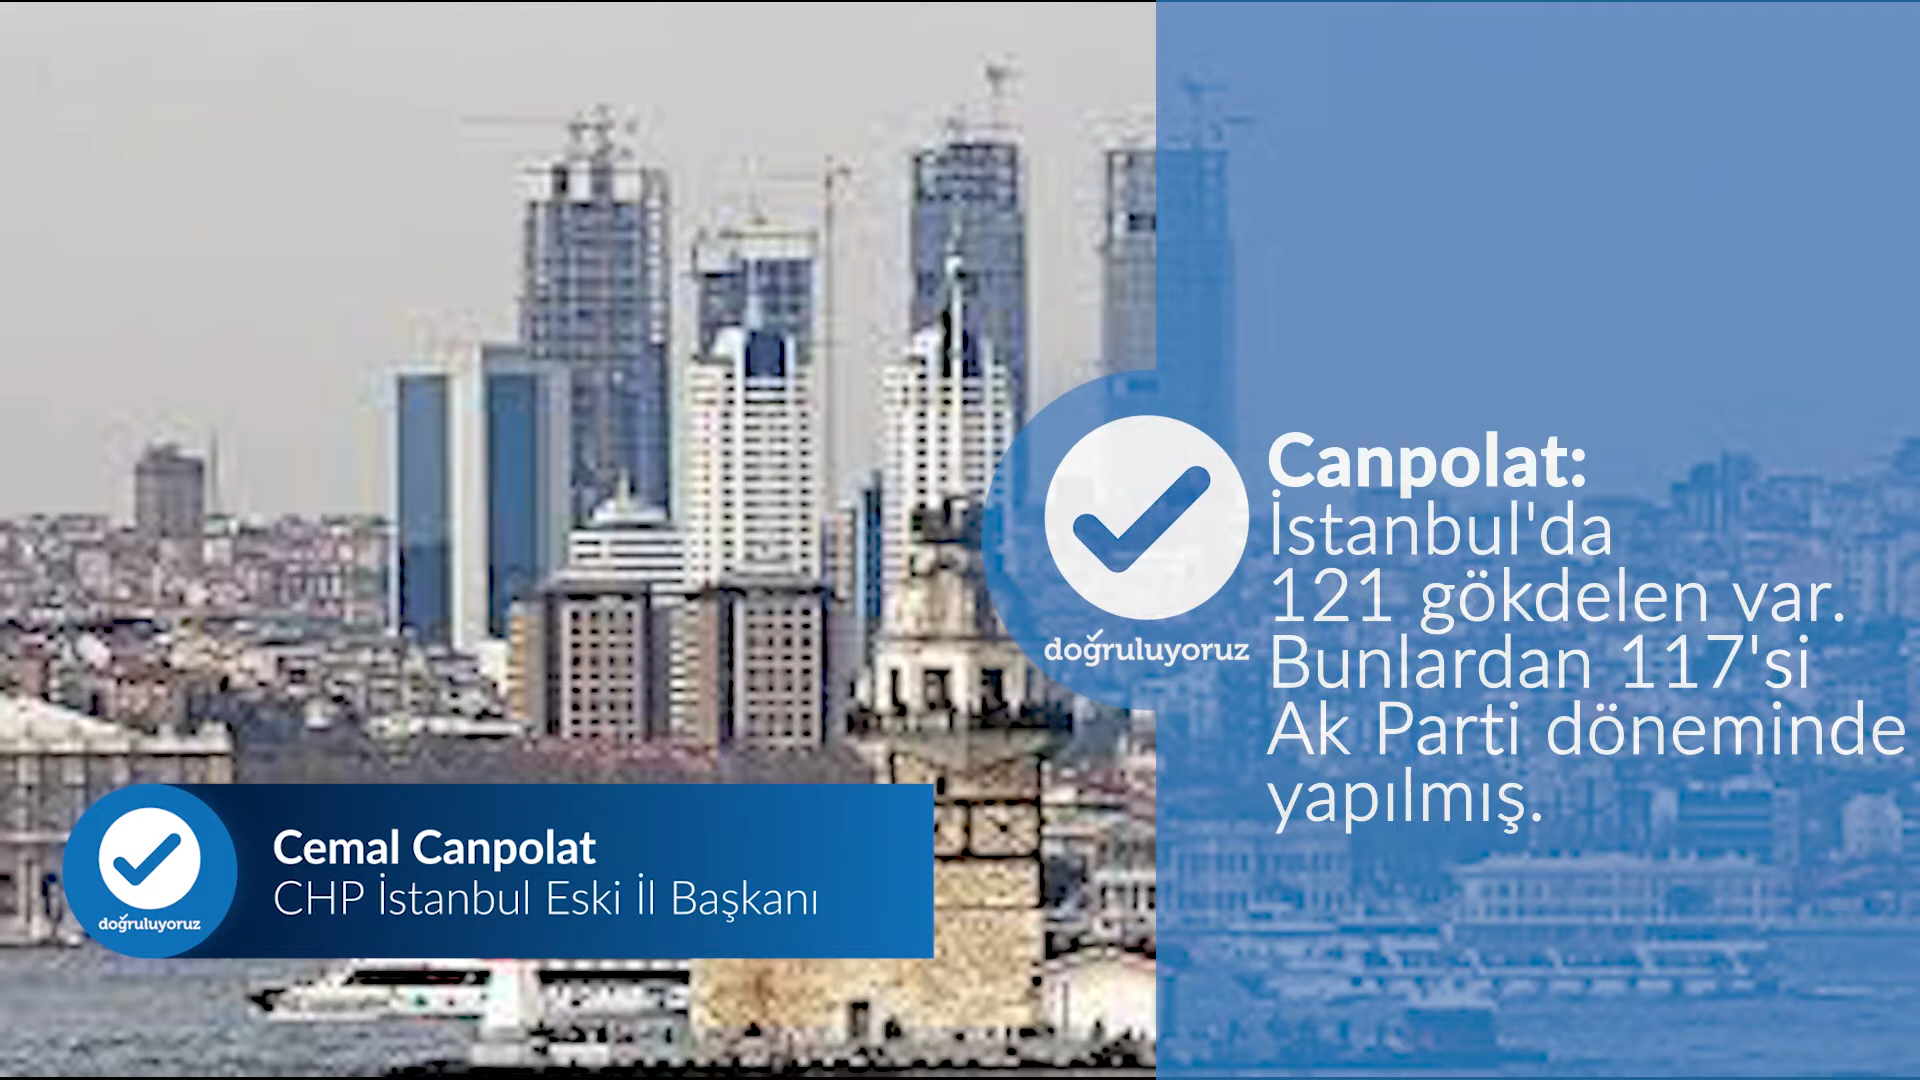 Canpolat:
İstanbul'da
121 gökdelen var.
Bunlardan 117'si
Ak Parti döneminde
yapılmış.
doğruluyoruz
Cemal Canpolat
CHP İstanbul Eski İl Başkanı
doğruluyoruz